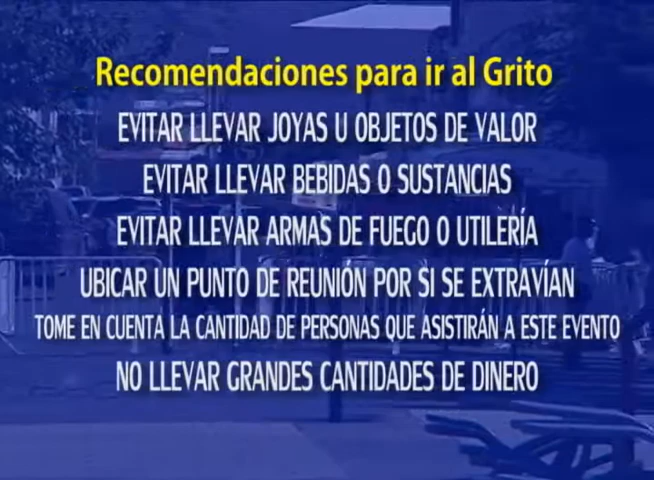 Recomendaciones para ir al Grito
EVITAR LLEVAR JOYAS U OBJETOS DE VALOR
EVITAR LLEVAR BEBIDAS O SUSTANCIAS
EVITAR LLEVAR ARMAS DE FUEGO O UTILERÍA
UBICAR UN PUNTO DE REUNIÓN POR SI SE EXTRAVÍAN
TOME EN CUENTA LA CANTIDAD DE PERSONAS QUE ASISTIRÁN A ESTE EVENTO
NO LLEVAR GRANDES CANTIDADES DE DINERO